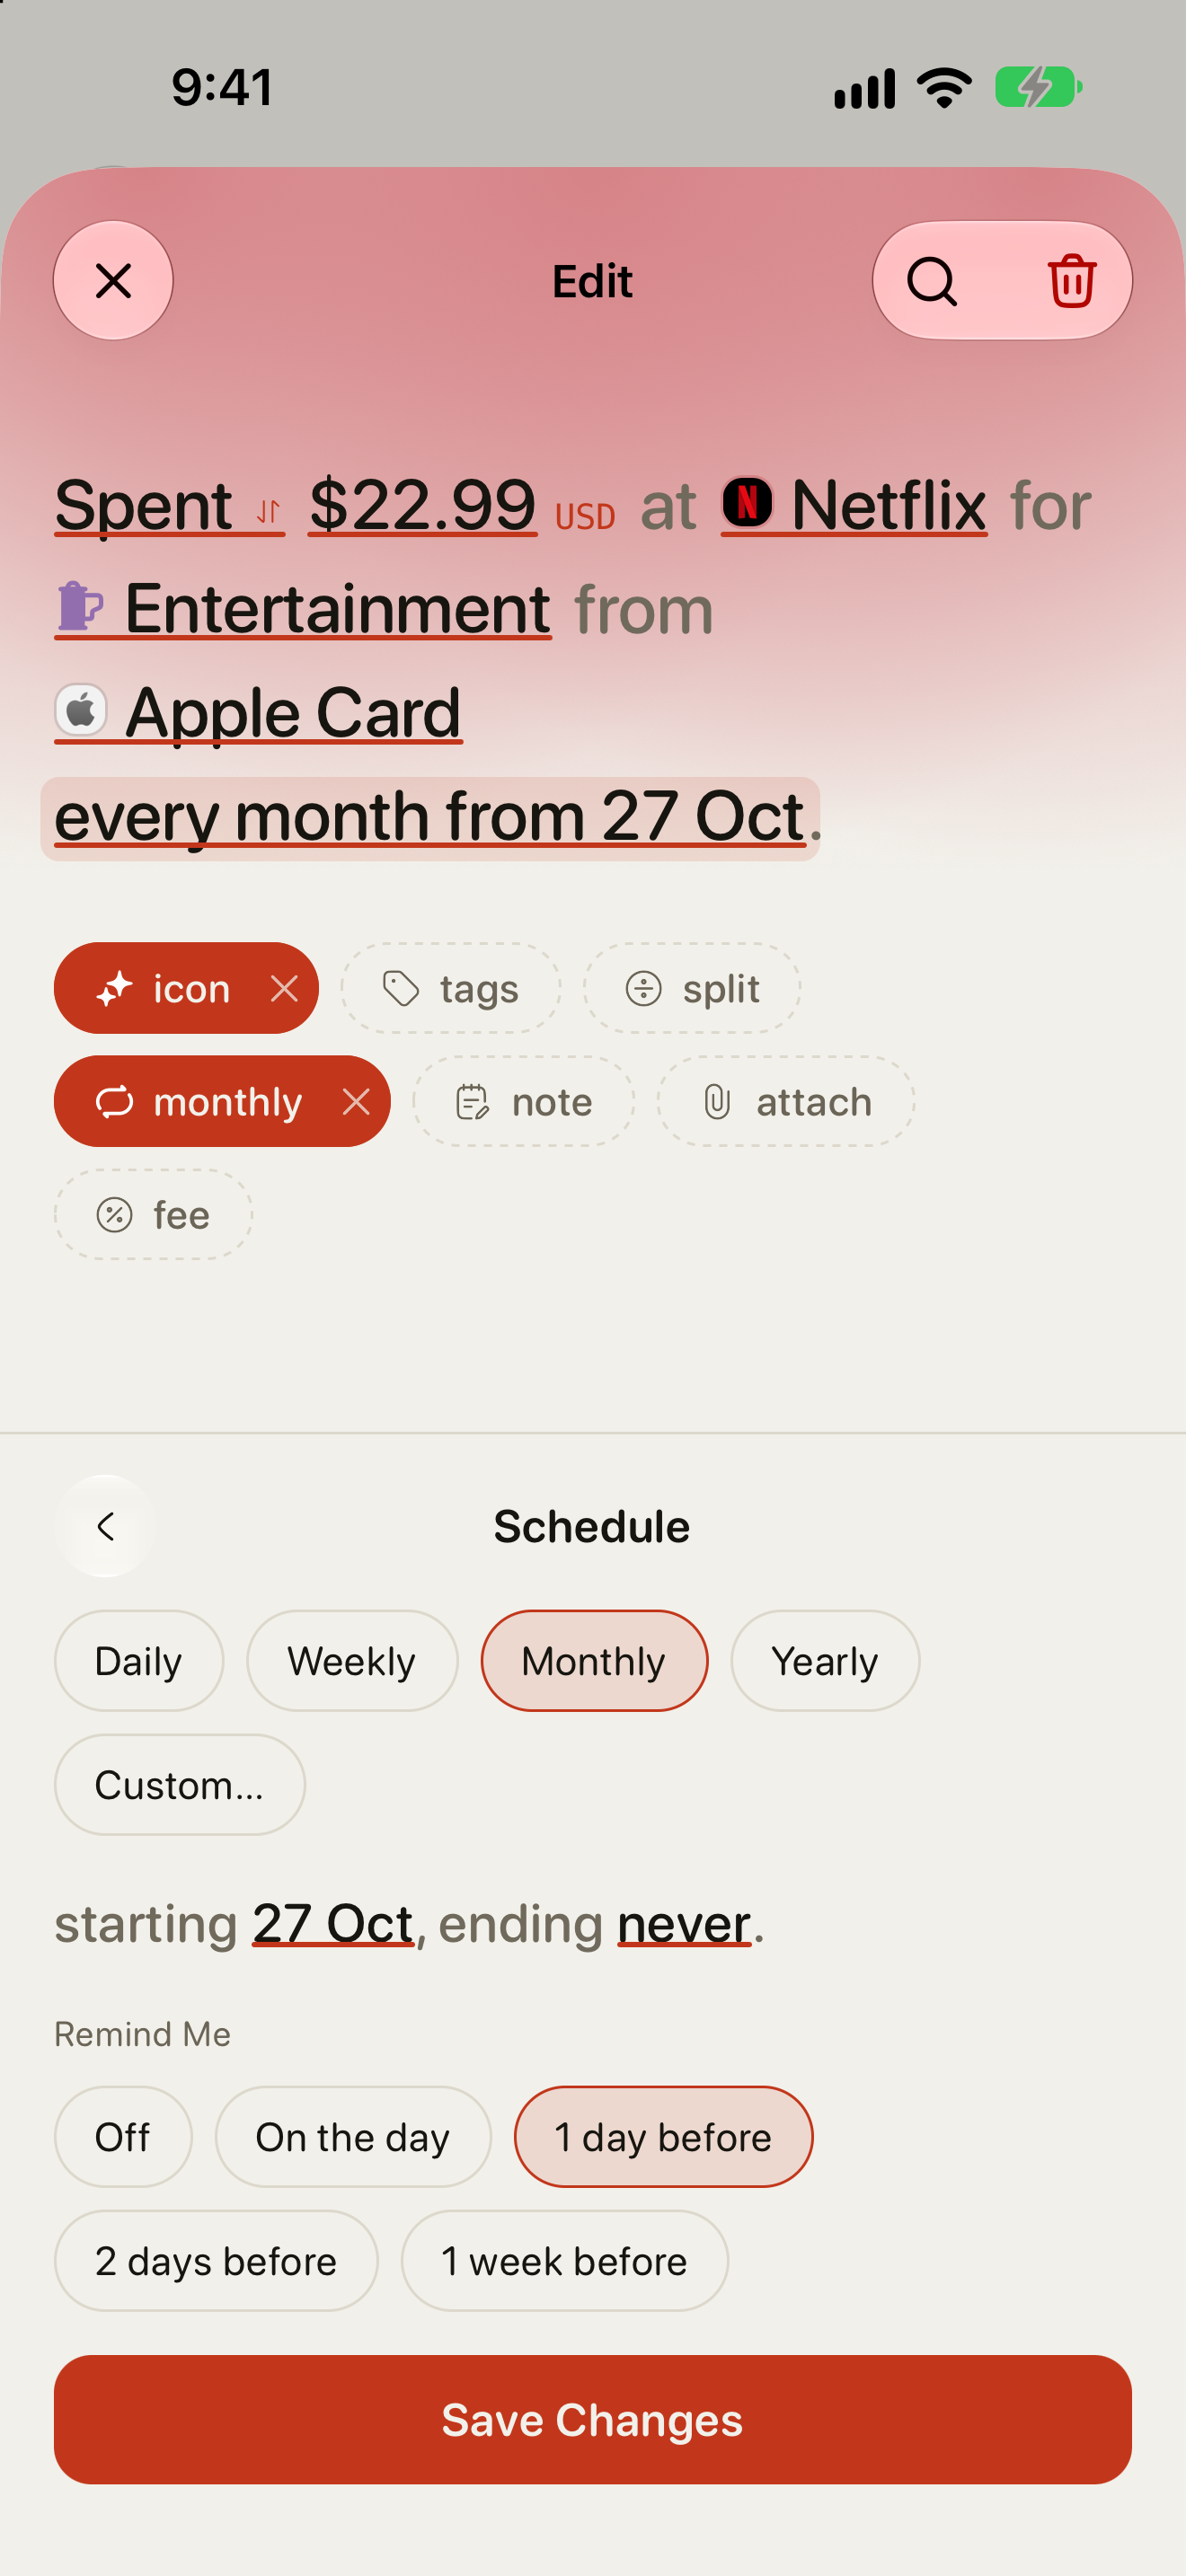 9:41
Edit
Spent $22.99 USD at Netflix for
Entertainment from
Apple Card
every month from 27 Oct.
icon
tags
split
monthly
note
attach
fee
Schedule
Daily
Weekly
Monthly
Yearly
Custom...
starting 27 Oct, ending never.
Remind Me
Off
On the day
1 day before
2 days before
1 week before
Save Changes